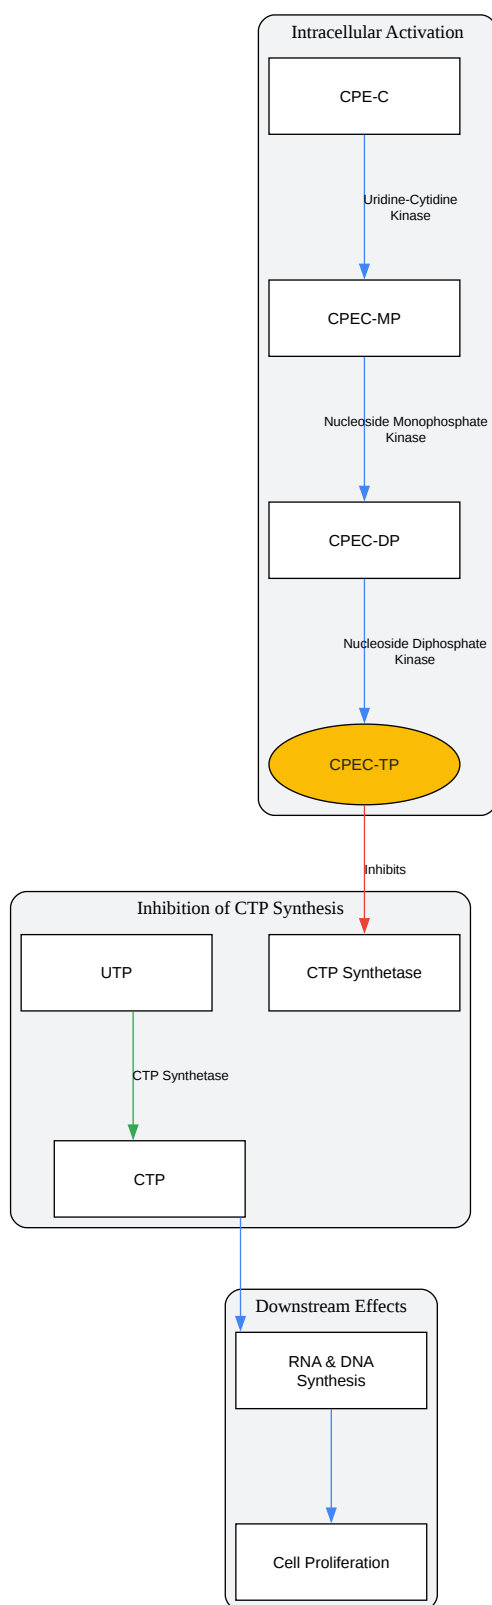 Intracellular Activation
CPE-C
Uridine-Cytidine
Kinase
CPEC-MP
Nucleoside Monophosphate
Kinase
CPEC-DP
Nucleoside Diphosphate
Kinase
CPEC-TP
Inhibits
Inhibition of CTP Synthesis
UTP
CTP Synthetase
CTP Synthetase
CTP
Downstream Effects
RNA & DNA
Synthesis
Cell Proliferation